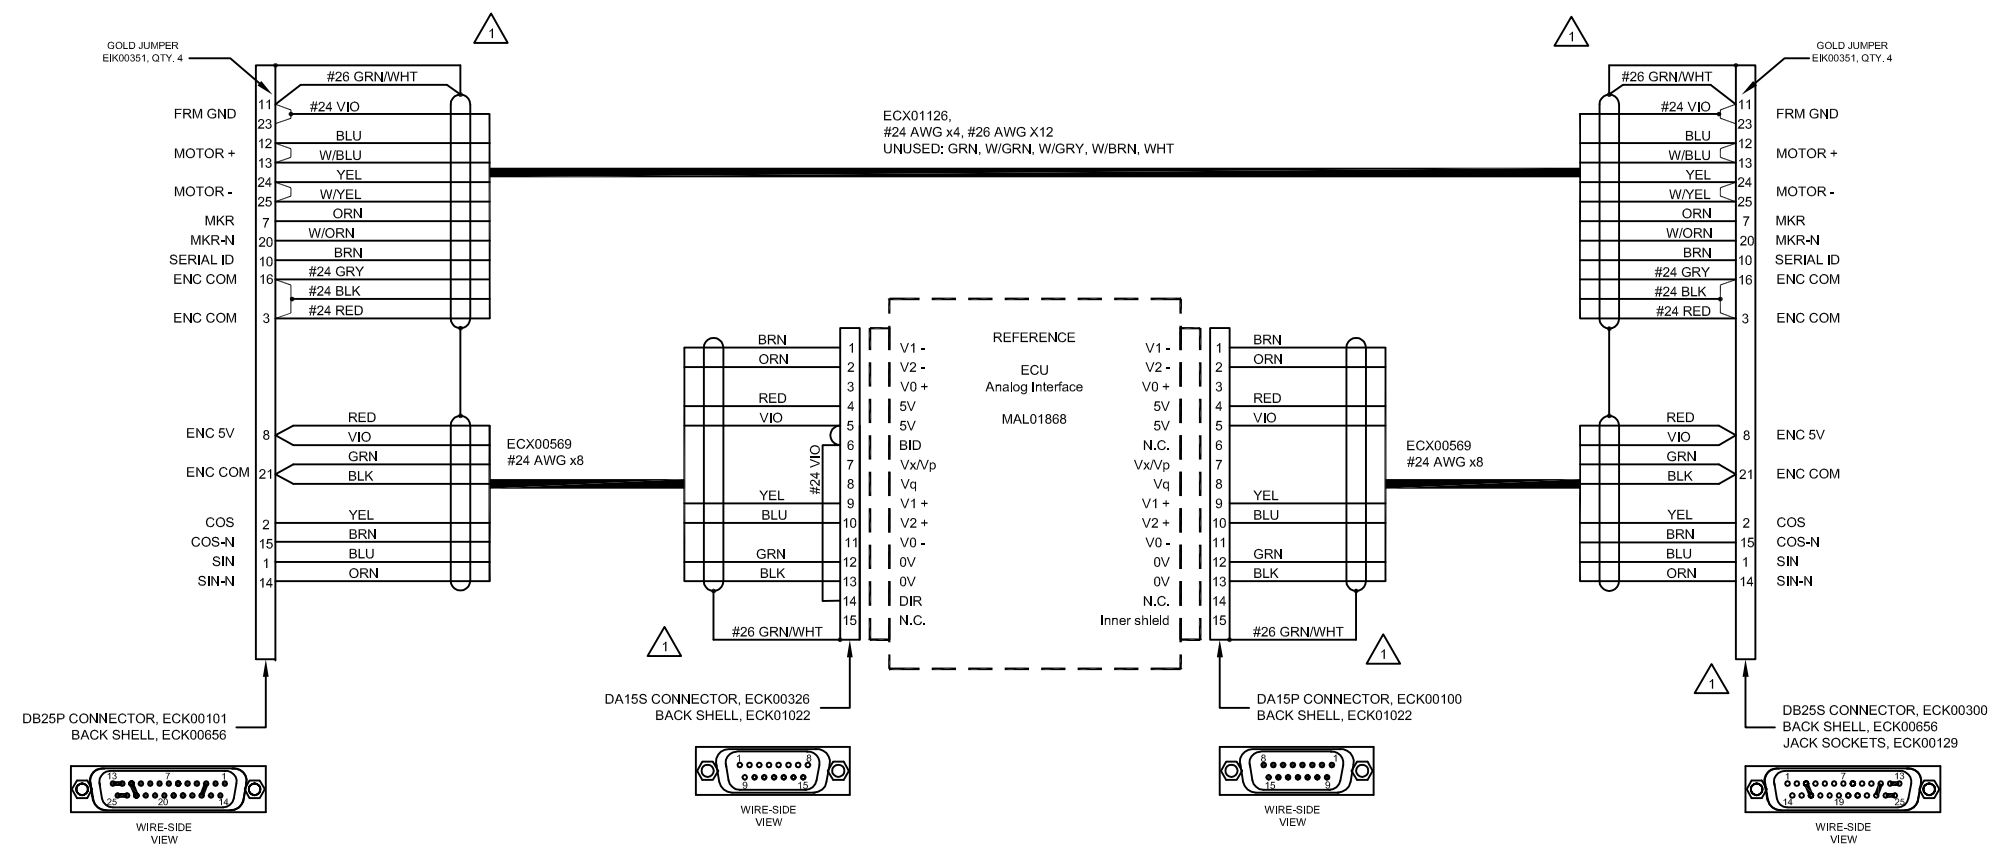 1
1
GOLD JUMPER
EIK00351, QTY. 4
#26 GRN/WHT
11
FRM GND
#24 VIO
23
12
BLU
MOTOR +
13
W/BLU
24
YEL
MOTOR -
25
W/YEL
MKR
7
ORN
MKR-N
20
W/ORN
SERIAL ID
10
BRN
ENC COM
16
#24 GRY
#24 BLK
ENC COM
3
#24 RED
RED
ENC 5V
8
VIO
GRN
ENC COM
21
BLK
COS
2
YEL
COS-N
15
BRN
SIN
1
BLU
SIN-N
14
ORN
ECX01126,
#24 AWG x4, #26 AWG X12
UNUSED: GRN, W/GRN, W/GRY, W/BRN, WHT
ECX00569
#24 AWG x8
BRN
ORN
RED
VIO
#24 VIO
YEL
BLU
GRN
BLK
#26 GRN/WHT
1
1 V1 -
2 V2 -
3 V0 +
4 5V
5 5V
6 BID
7 Vx/Vp
8 Vq
9 V1 +
10 V2 +
11 V0 -
12 0V
13 0V
14 DIR
15 N.C.
REFERENCE
ECU
Analog Interface
MAL01868
V1 - 1
V2 - 2
V0 + 3
5V 4
5V 5
N.C. 6
Vx/Vp 7
Vq 8
V1 + 9
V2 + 10
V0 - 11
0V 12
0V 13
N.C. 14
Inner shield 15
BRN
ORN
RED
VIO
YEL
BLU
GRN
BLK
#26 GRN/WHT
1
ECX00569
#24 AWG x8
GOLD JUMPER
EIK00351, QTY. 4
#26 GRN/WHT
#24 VIO
11
FRM GND
23
BLU
12
MOTOR +
W/BLU
13
YEL
24
MOTOR -
W/YEL
25
ORN
7
MKR
W/ORN
20
MKR-N
BRN
10
SERIAL ID
#24 GRY
16
ENC COM
#24 BLK
#24 RED
3
ENC COM
RED
8
ENC 5V
VIO
GRN
21
ENC COM
BLK
YEL
2
COS
BRN
15
COS-N
BLU
1
SIN
ORN
14
SIN-N
1
DB25P CONNECTOR, ECK00101
BACK SHELL, ECK00656
DA15S CONNECTOR, ECK00326
BACK SHELL, ECK01022
DA15P CONNECTOR, ECK00100
BACK SHELL, ECK01022
DB25S CONNECTOR, ECK00300
BACK SHELL, ECK00656
JACK SOCKETS, ECK00129
13 7 1
25 20 14
WIRE-SIDE
VIEW
1 8
9 15
WIRE-SIDE
VIEW
8 1
15 9
WIRE-SIDE
VIEW
1 7 13
14 19 25
WIRE-SIDE
VIEW